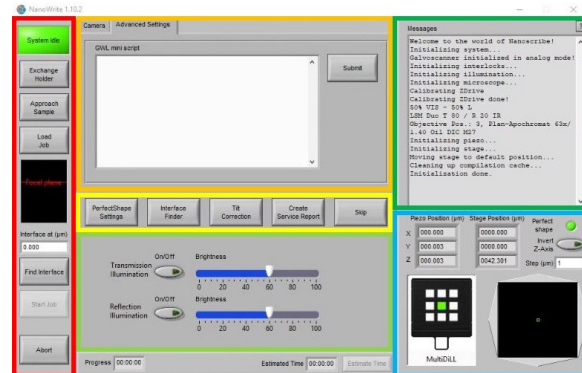 NanoWrite 1.10.2
System Idle
Exchange
Holder
Approach
Sample
Load
Job
Focal plane
Interface at (µm)
0.000
Find Interface
Start Job
Abort
Camera
Advanced Settings
GWL mini script
Submit
PerfectShape
Settings
Interface
Finder
Tilt
Correction
Create
Service Report
Skip
Transmission
Illumination
On/Off
Brightness
0 20 40 60 80 100
Reflection
Illumination
On/Off
Brightness
0 20 40 60 80 100
Progress 00:00:00
Estimated Time 00:00:00
Estimate Time
Messages
Welcome to the world of Nanoscribe!
Initializing system...
Galvoscanner initialized in analog mode!
Initializing interlocks...
Initializing illumination...
Initializing microscope...
Calibrating ZDrive
Calibrating ZDrive done!
50% VIS - 50% L
LSM Duo T 80 / R 20 IR
Objective Pos.: 3, Plan-Apochromat 63x/
1.40 Oil DIC M27
Initializing piezo...
Initializing stage...
Moving stage to default position...
Cleaning up compilation cache...
Initialisation done.
Piezo Position (µm) Stage Position (µm)
X 000.000 0000.000
Y 000.003 0000.000
Z 000.003 0042.301
Perfect
shape
Invert
Z-Axis
Step (µm) 1
MultiDiLL